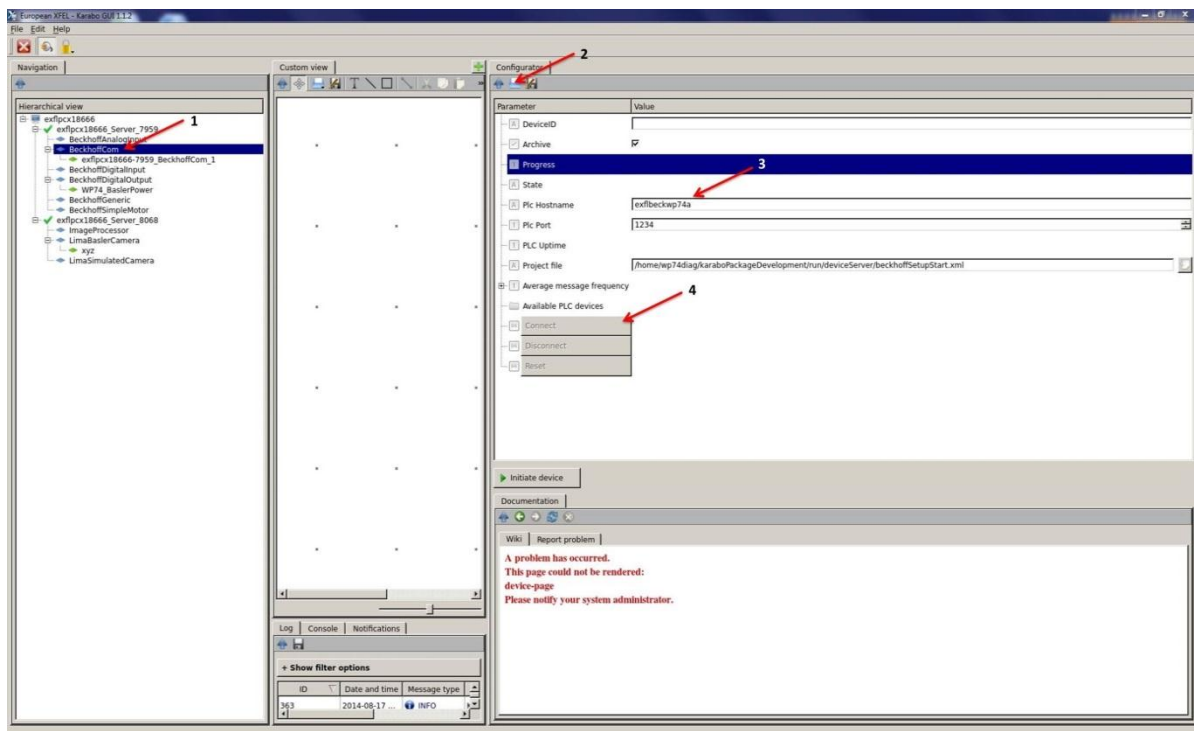 European XFEL - Karabo GUI 1.1.2
File Edit Help
2
Navigation
Custom view
Configurator
Hierarchical view
exflpcx18666
1
exflpcx18666_Server_7959
BeckhoffAnalogInput
BeckhoffCom
exflpcx18666-7959_BeckhoffCom_1
BeckhoffDigitalInput
BeckhoffDigitalOutput
WP74_BaslerPower
BeckhoffGeneric
BeckhoffSimpleMotor
exflpcx18666_Server_8068
ImageProcessor
LimaBaslerCamera
xyz
LimaSimulatedCamera
Parameter Value
DeviceID
Archive
Progress
3
State
Plc Hostname exflbeckwp74a
Plc Port 1234
PLC Uptime
Project file /home/wp74diag/karaboPackageDevelopment/run/deviceServer/beckhoffSetupStart.xml
Average message frequency
4
Available PLC devices
Connect
Disconnect
Reset
Initiate device
Documentation
Wiki Report problem
A problem has occurred.
This page could not be rendered:
device-page
Please notify your system administrator.
Log Console Notifications
+ Show filter options
ID Date and time Message type
363 2014-08-17 ... INFO